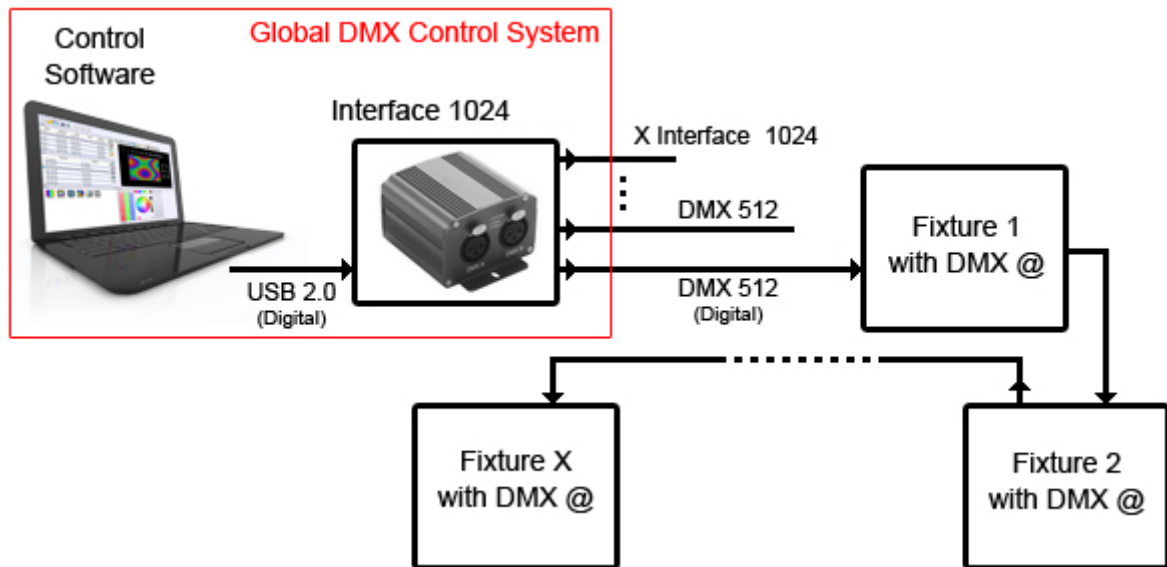 Global DMX Control System
Control
Software
Interface 1024
X Interface  1024
DMX 512
USB 2.0
(Digital)
DMX 512
(Digital)
Fixture 1
with DMX @
Fixture X
with DMX @
Fixture 2
with DMX @